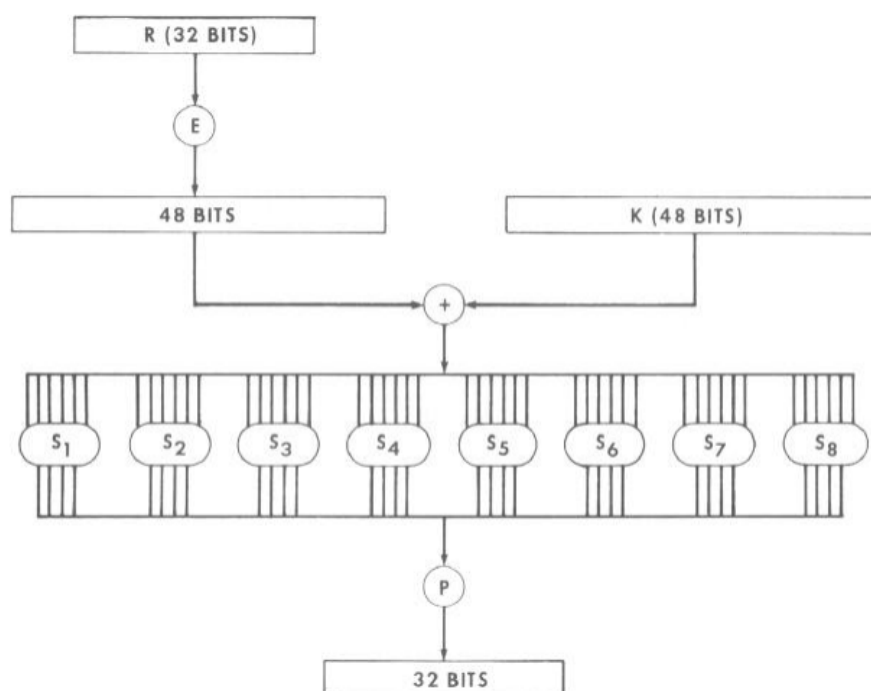 R (32 BITS)
E
48 BITS
K (48 BITS)
+
S1 S2 S3 S4 S5 S6 S7 S8
P
32 BITS